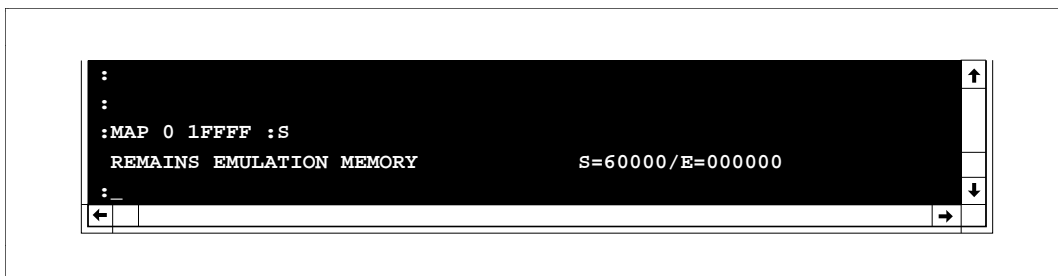 :
:
:MAP 0 1FFFF :S
REMAINS EMULATION MEMORY S=60000/E=000000
:_